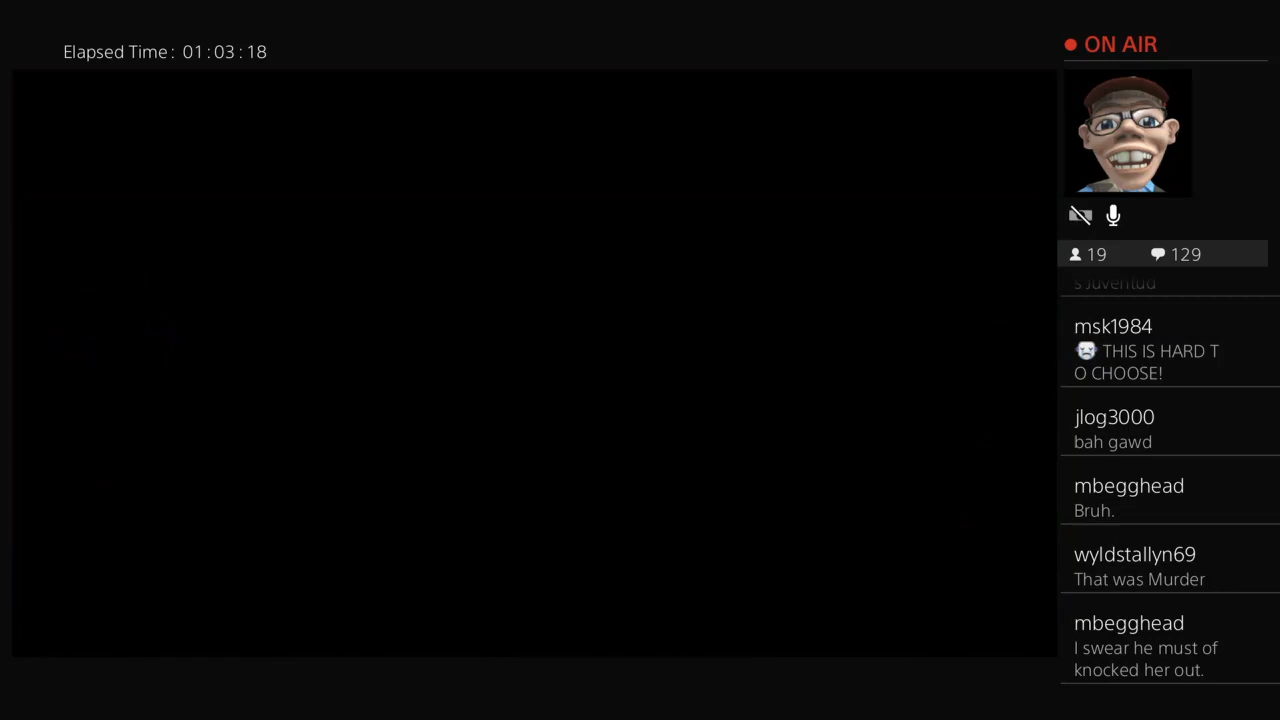 Elapsed Time: 01:03:18
ON AIR
19 129
s Juventud
msk1984
THIS IS HARD T
O CHOOSE!
jlog3000
bah gawd
mbegghead
Bruh.
wyldstallyn69
That was Murder
mbegghead
I swear he must of
knocked her out.